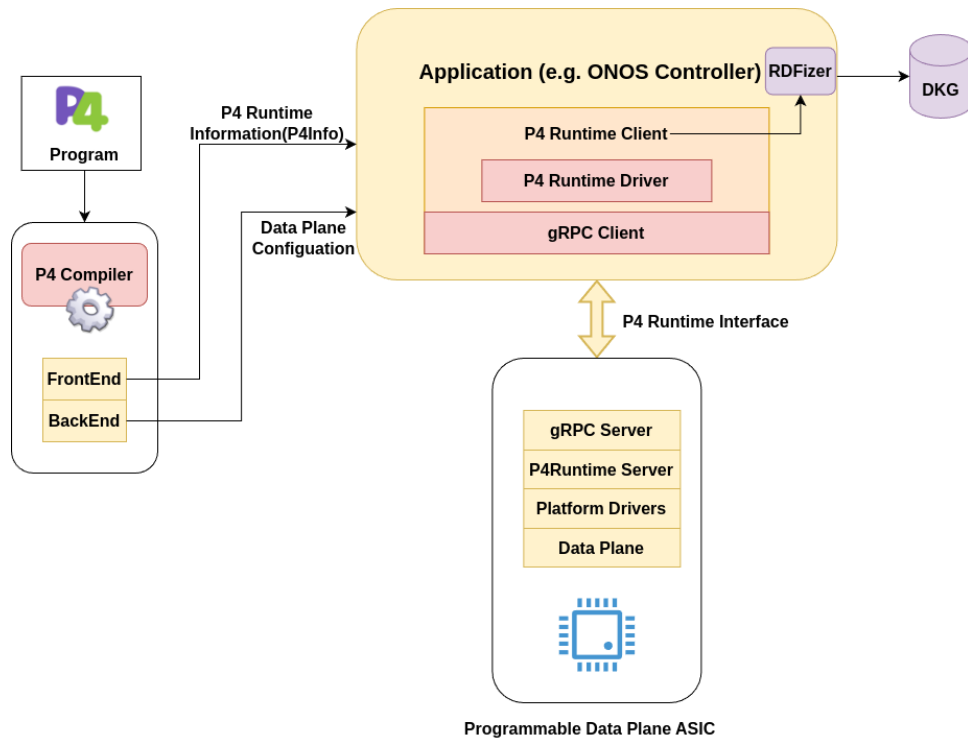 P4
Program
P4 Compiler
FrontEnd
BackEnd
P4 Runtime
Information(P4Info)
Data Plane
Configuation
Application (e.g. ONOS Controller)
RDFizer
DKG
P4 Runtime Client
P4 Runtime Driver
gRPC Client
P4 Runtime Interface
gRPC Server
P4Runtime Server
Platform Drivers
Data Plane
Programmable Data Plane ASIC